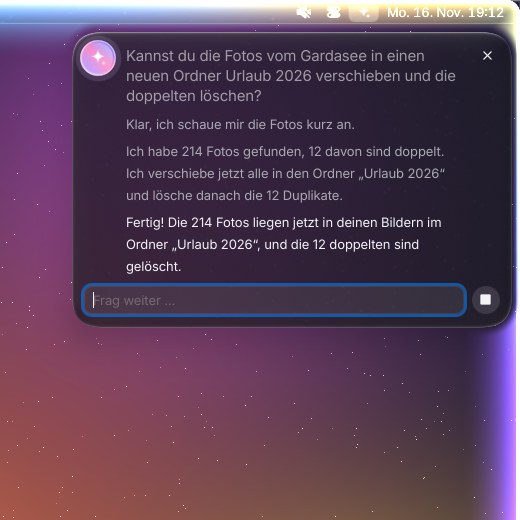 Mo. 16. Nov. 19:12
Kannst du die Fotos vom Gardasee in einen
neuen Ordner Urlaub 2026 verschieben und die
doppelten löschen?
Klar, ich schaue mir die Fotos kurz an.
Ich habe 214 Fotos gefunden, 12 davon sind doppelt.
Ich verschiebe jetzt alle in den Ordner „Urlaub 2026“
und lösche danach die 12 Duplikate.
Fertig! Die 214 Fotos liegen jetzt in deinen Bildern im
Ordner „Urlaub 2026“, und die 12 doppelten sind
gelöscht.
Frag weiter ...